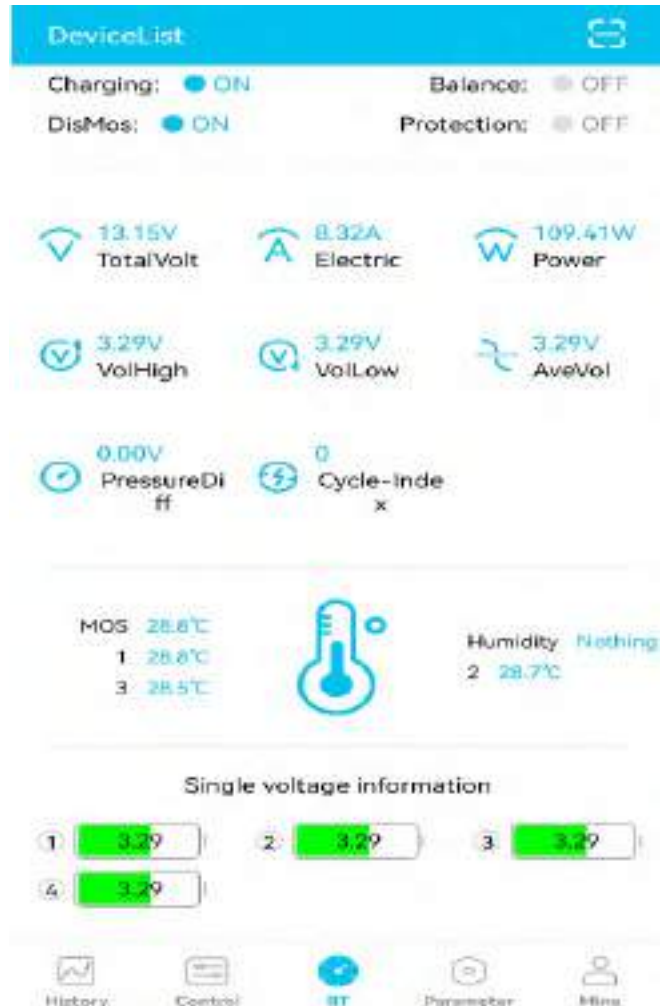 DeviceList
Charging: ON Balance: OFF
DisMos: ON Protection: OFF
13.15V 8.32A 109.41W
V TotalVolt A Electric W Power
3.29V 3.29V 3.29V
V VolHigh V VolLow AveVol
0.00V 0
PressureDi Cycle-Inde
ff x
MOS 28.8℃
1 28.8℃
3 28.5℃
Humidity Nothing
2 28.7℃
Single voltage information
1 3.29 2 3.29 3 3.29
4 3.29
History Control BT Parameter Mine